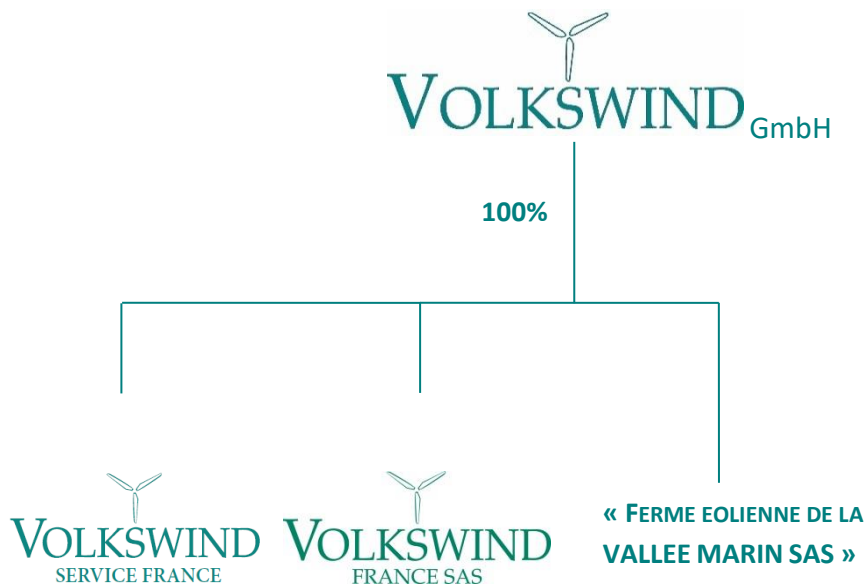 VOLKSWIND GmbH
100%
VOLKSWIND
SERVICE FRANCE
VOLKSWIND
FRANCE SAS
« FERME EOLIENNE DE LA
VALLEE MARIN SAS »